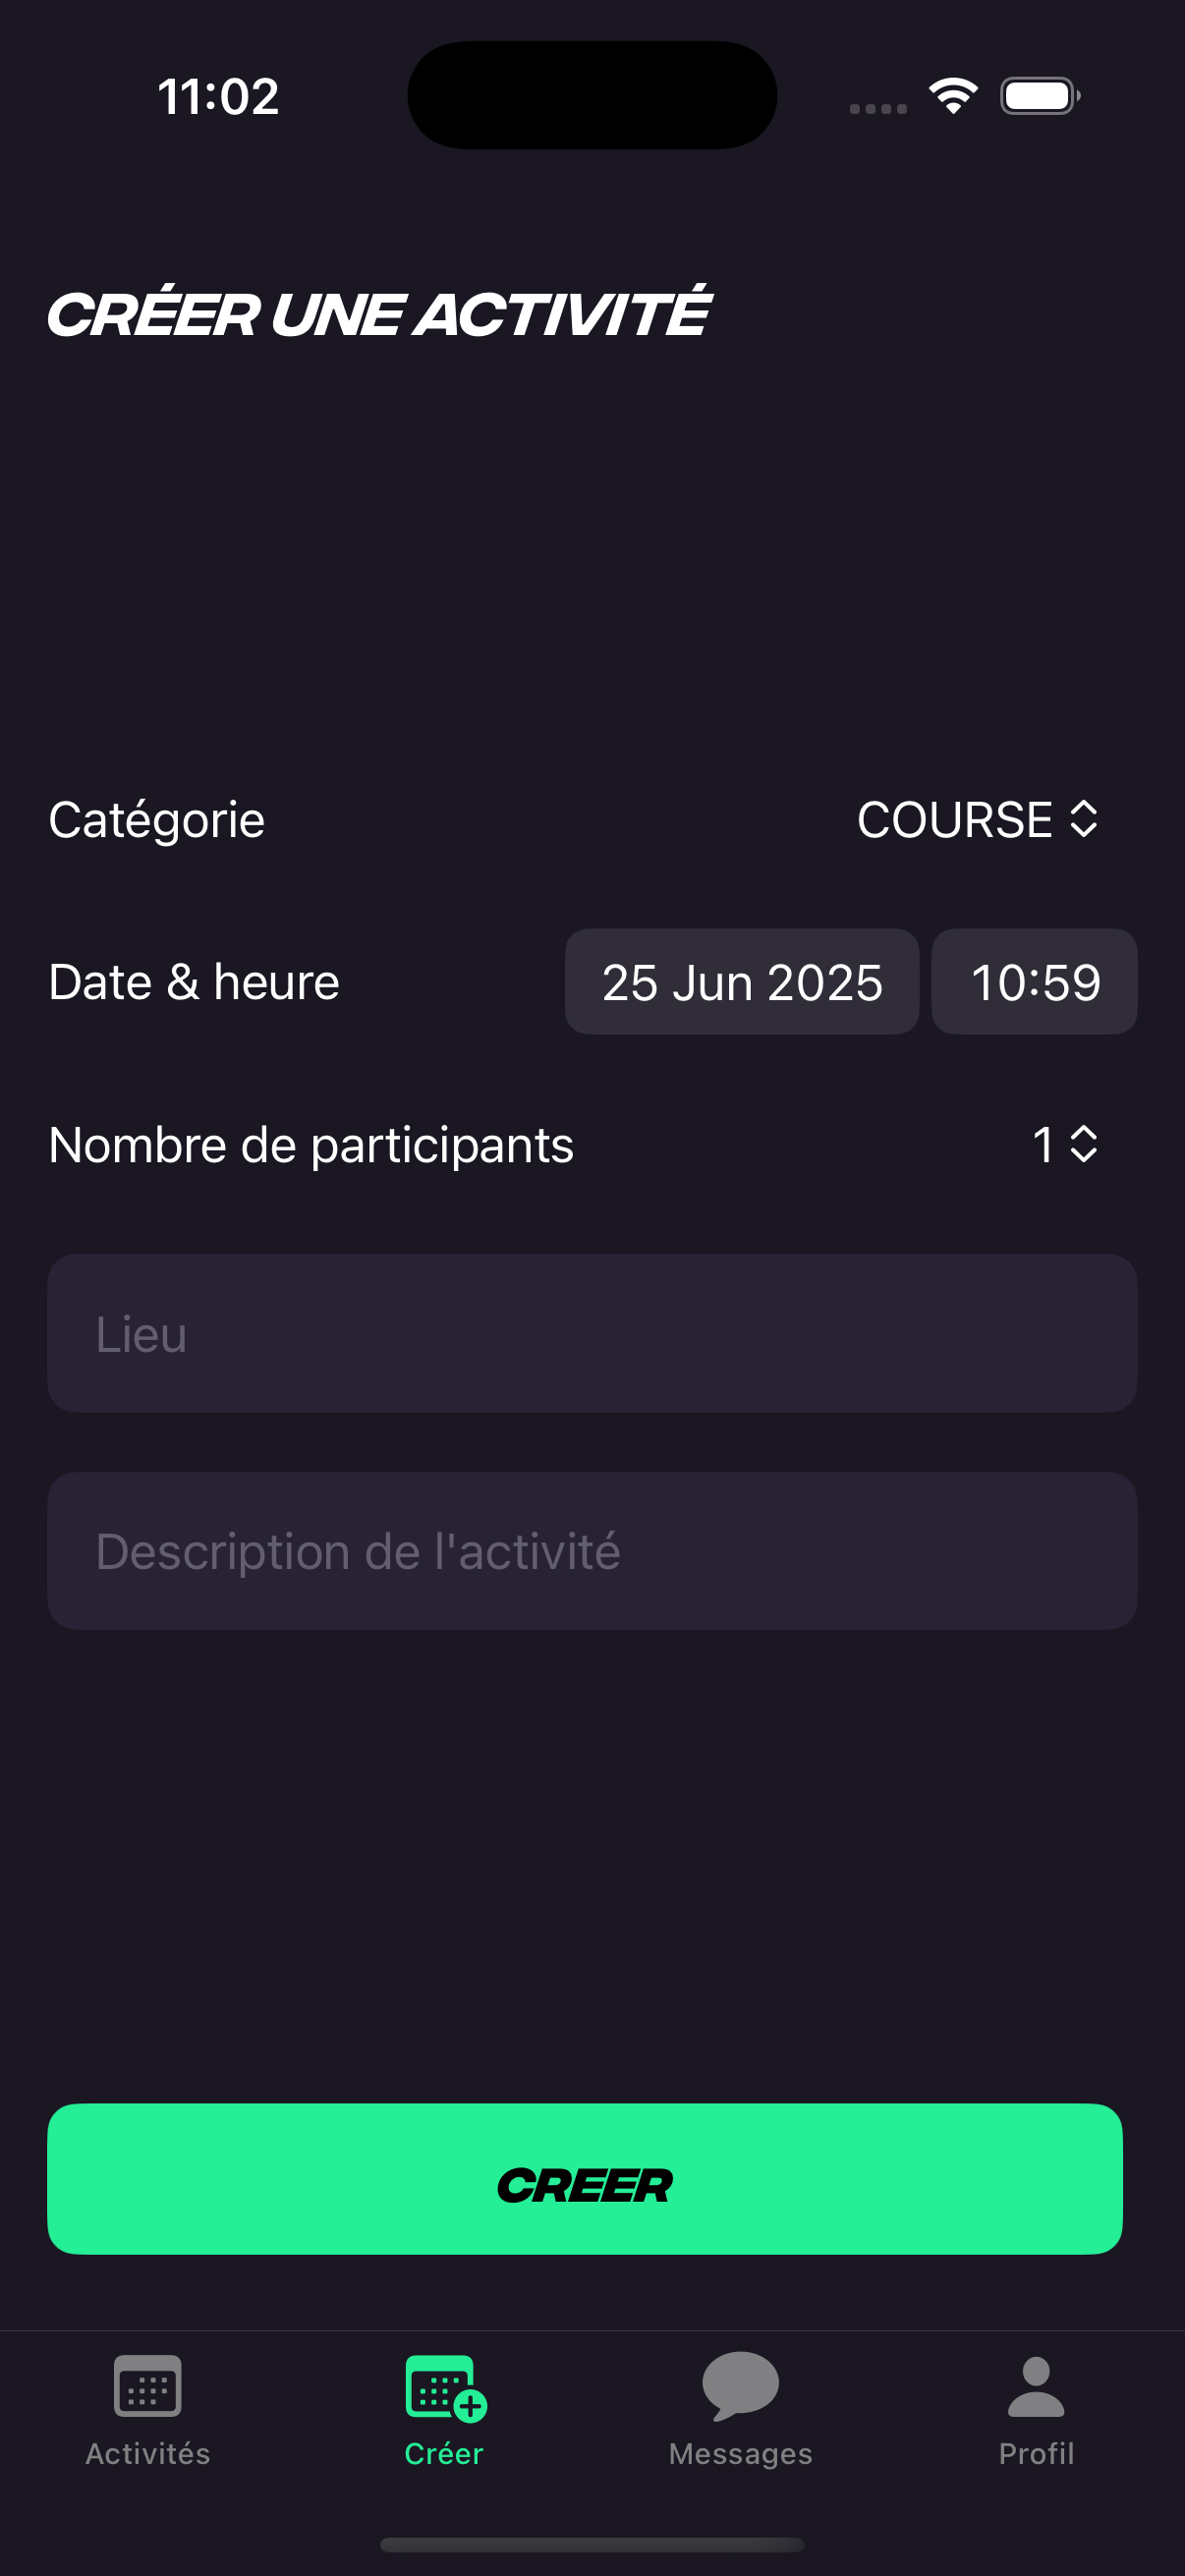 11:02
CRÉER UNE ACTIVITÉ
Catégorie COURSE
Date & heure 25 Jun 2025 10:59
Nombre de participants 1
Lieu
Description de l'activité
CREER
Activités Créer Messages Profil